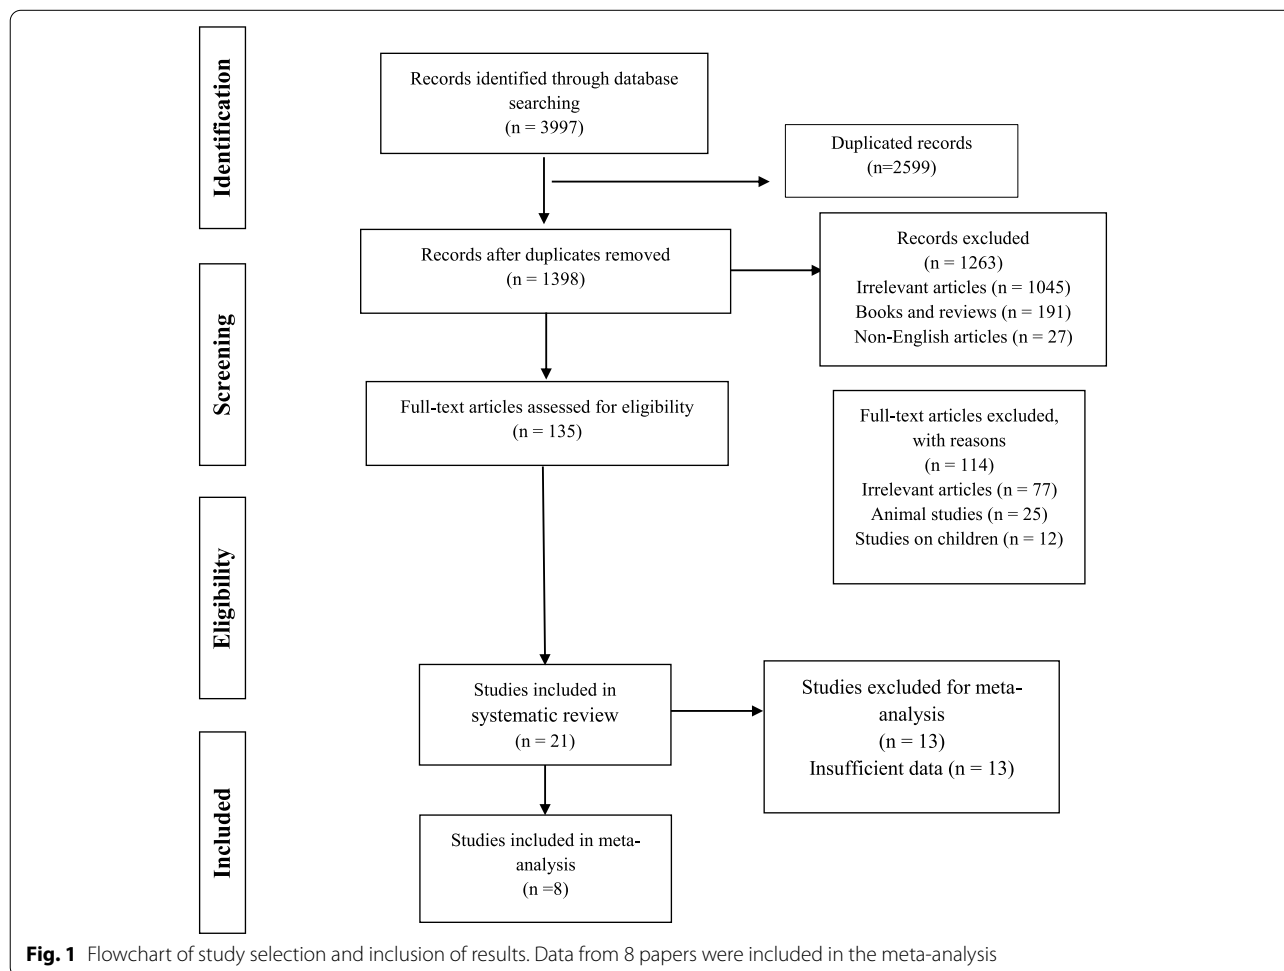 Identification
Records identified through database
searching
(n = 3997)
Duplicated records
(n=2599)
Records after duplicates removed
(n = 1398)
Records excluded
(n = 1263)
Irrelevant articles (n = 1045)
Books and reviews (n = 191)
Non-English articles (n = 27)
Screening
Full-text articles assessed for eligibility
(n = 135)
Full-text articles excluded,
with reasons
(n = 114)
Irrelevant articles (n = 77)
Animal studies (n = 25)
Studies on children (n = 12)
Eligibility
Studies included in
systematic review
(n = 21)
Studies excluded for meta-
analysis
(n = 13)
Insufficient data (n = 13)
Included
Studies included in meta-
analysis
(n =8)
Fig. 1 Flowchart of study selection and inclusion of results. Data from 8 papers were included in the meta-analysis